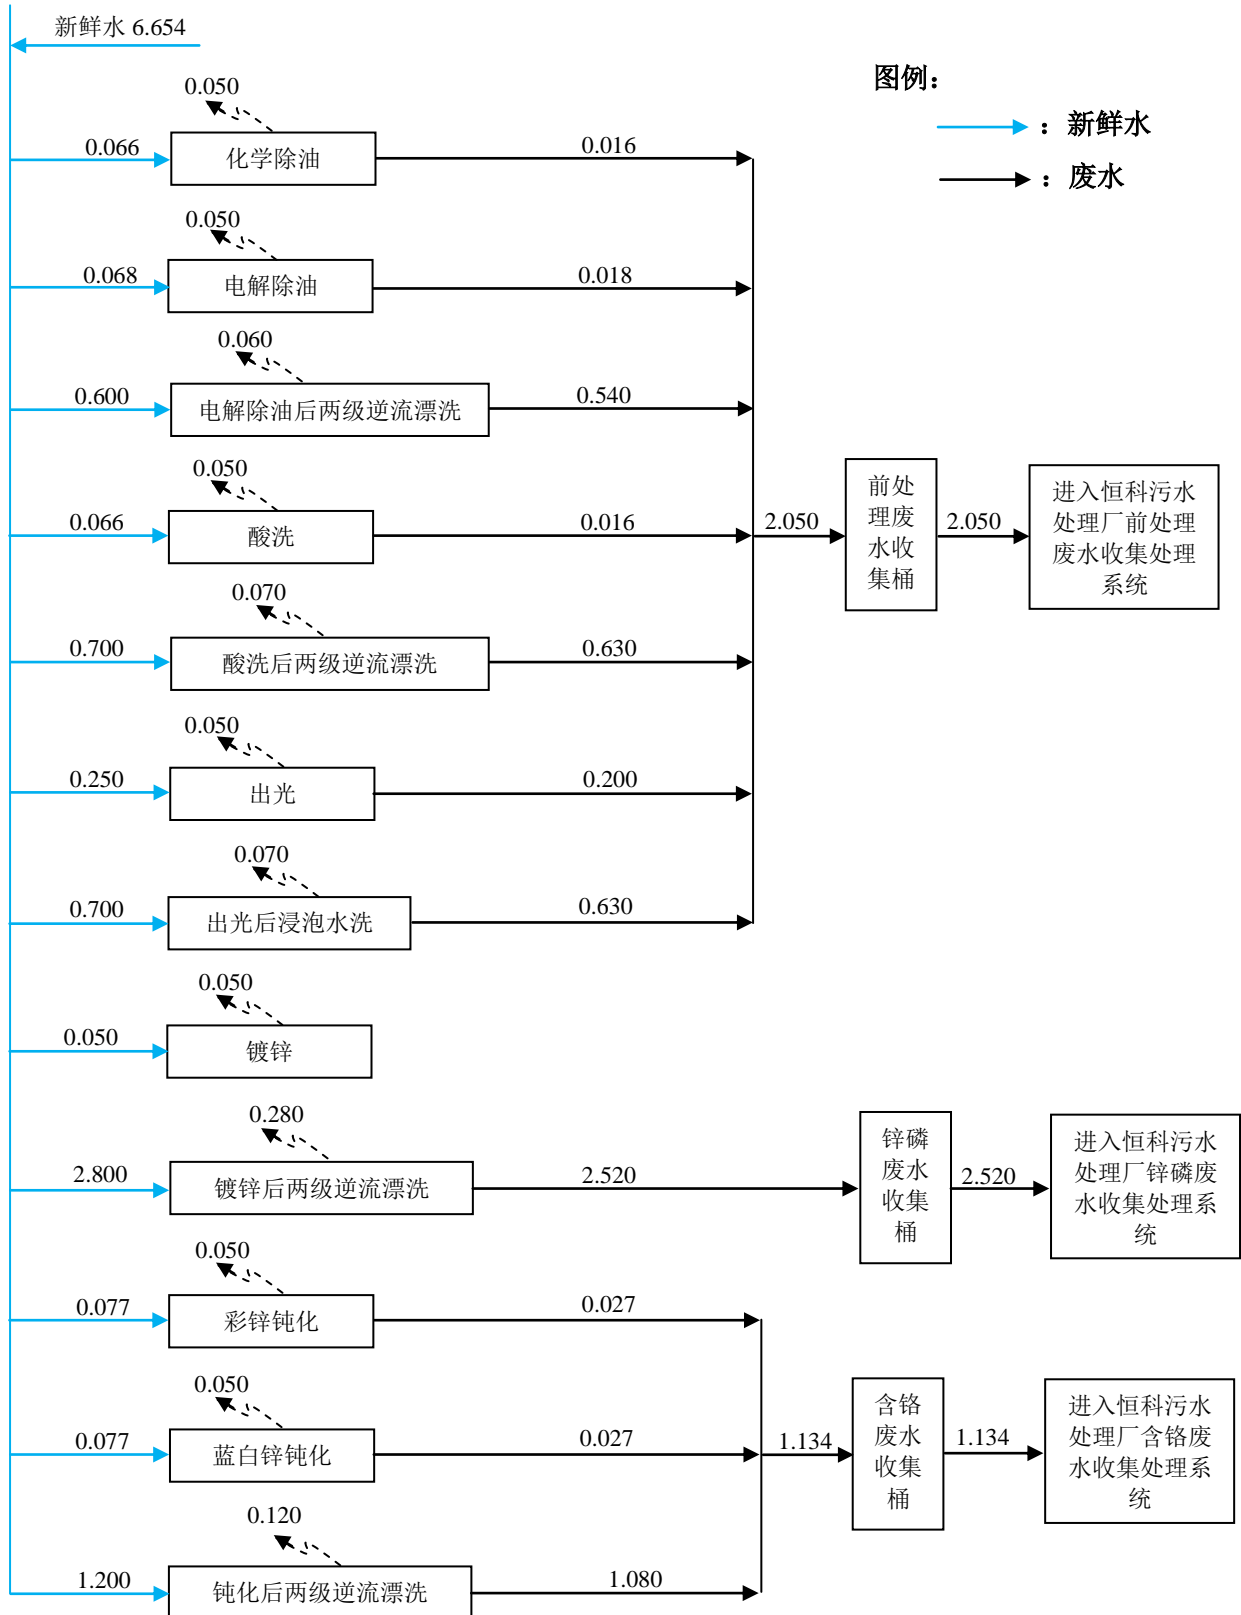 新鲜水 6.654
图例：
：新鲜水
：废水
0.050
0.066
化学除油
0.016
0.050
0.068
电解除油
0.018
0.060
0.600
电解除油后两级逆流漂洗
0.540
0.050
0.066
酸洗
0.016
2.050
前处
理废
水收
集桶
2.050
进入恒科污水
处理厂前处理
废水收集处理
系统
0.070
0.700
酸洗后两级逆流漂洗
0.630
0.050
0.250
出光
0.200
0.070
0.700
出光后浸泡水洗
0.630
0.050
0.050
镀锌
0.280
2.800
镀锌后两级逆流漂洗
2.520
锌磷
废水
收集
桶
2.520
进入恒科污水
处理厂锌磷废
水收集处理系
统
0.050
0.077
彩锌钝化
0.027
0.050
0.077
蓝白锌钝化
0.027
1.134
含铬
废水
收集
桶
1.134
进入恒科污水
处理厂含铬废
水收集处理系
统
0.120
1.200
钝化后两级逆流漂洗
1.080